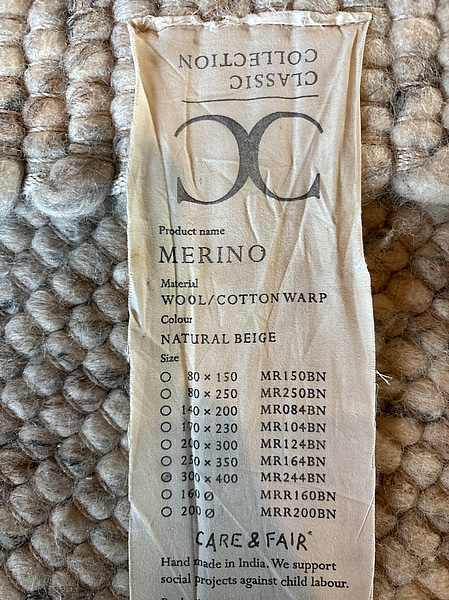 CLASSIC
COLLECTION
CC
Product name
MERINO
Material
WOOL/COTTON WARP
Colour
NATURAL BEIGE
Size
80 × 150 MR150BN
80 × 250 MR250BN
140 × 200 MR084BN
170 × 230 MR104BN
200 × 300 MR124BN
250 × 350 MR164BN
300 × 400 MR244BN
160 Ø MRR160BN
200 Ø MRR200BN
CARE & FAIR®
Hand made in India. We support
social projects against child labour.